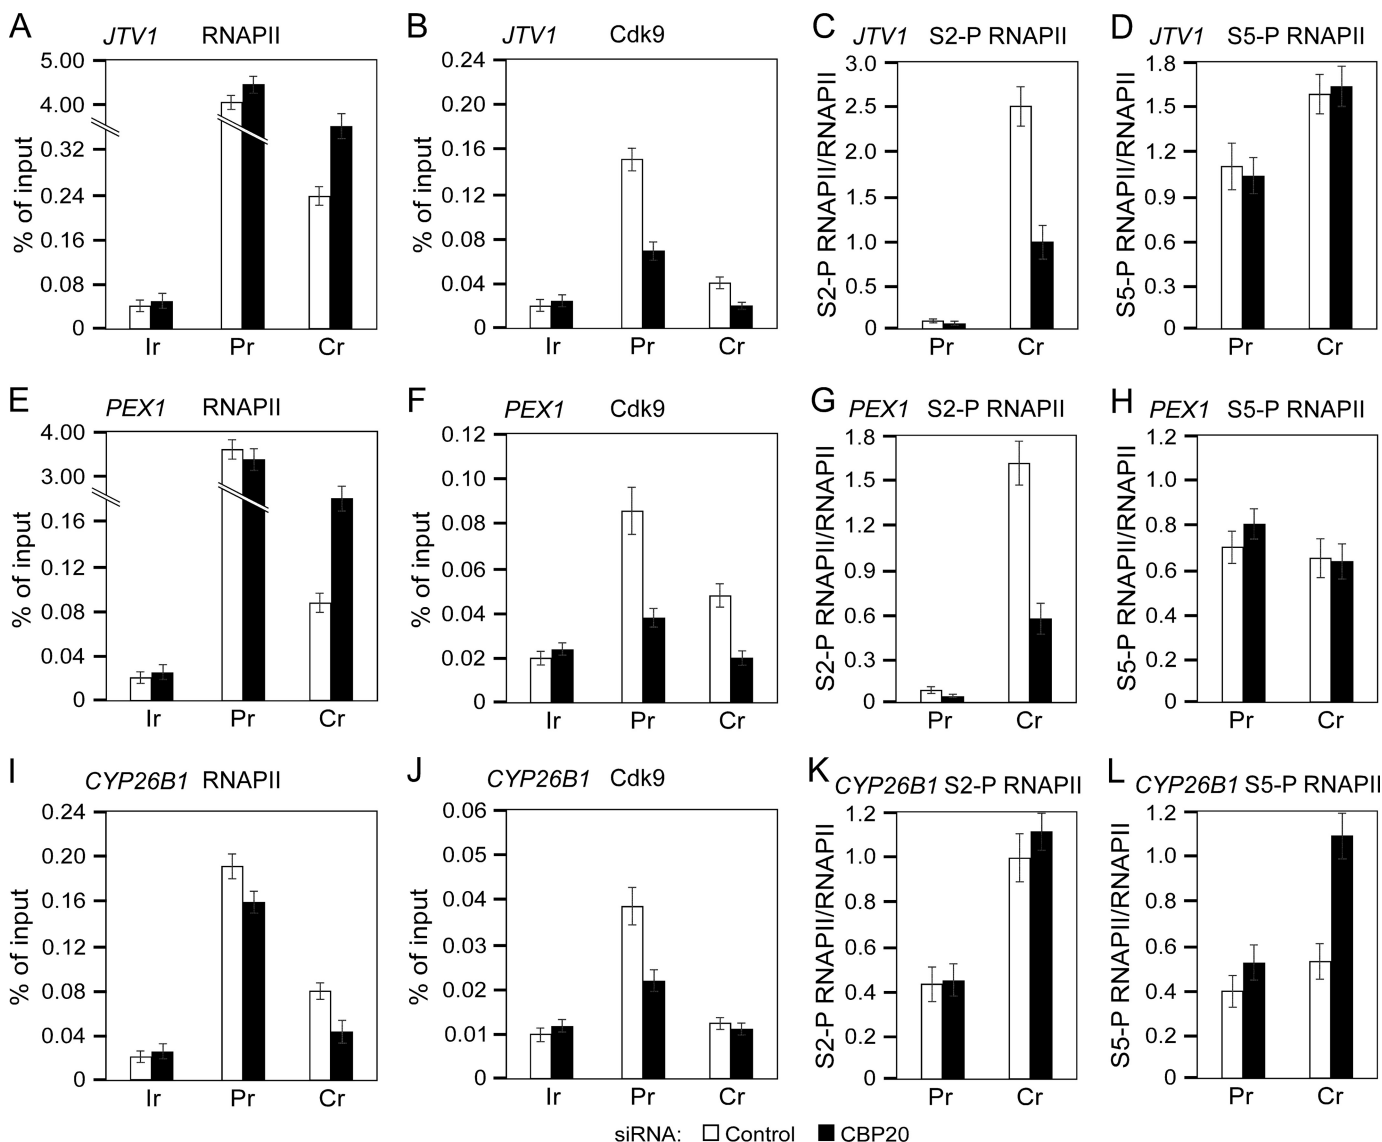 A JTV1 RNAPII
% of input
5.00
4.00
0.32
0.24
0.16
0.08
0
Ir Pr Cr
B JTV1 Cdk9
% of input
0.24
0.20
0.16
0.12
0.08
0.04
0
Ir Pr Cr
C JTV1 S2-P RNAPII
S2-P RNAPII/RNAPII
3.0
2.5
2.0
1.5
1.0
0.5
0
Pr Cr
D JTV1 S5-P RNAPII
S5-P RNAPII/RNAPII
1.8
1.5
1.2
0.9
0.6
0.3
0
Pr Cr
E PEX1 RNAPII
% of input
4.00
3.00
0.16
0.12
0.08
0.04
0
Ir Pr Cr
F PEX1 Cdk9
% of input
0.12
0.10
0.08
0.06
0.04
0.02
0
Ir Pr Cr
G PEX1 S2-P RNAPII
S2-P RNAPII/RNAPII
1.8
1.5
1.2
0.9
0.6
0.3
0
Pr Cr
H PEX1 S5-P RNAPII
S5-P RNAPII/RNAPII
1.2
1.0
0.8
0.6
0.4
0.2
0
Pr Cr
I CYP26B1 RNAPII
% of input
0.24
0.20
0.16
0.12
0.08
0.04
0
Ir Pr Cr
J CYP26B1 Cdk9
% of input
0.06
0.05
0.04
0.03
0.02
0.01
0
Ir Pr Cr
K CYP26B1 S2-P RNAPII
S2-P RNAPII/RNAPII
1.2
1.0
0.8
0.6
0.4
0.2
0
Pr Cr
L CYP26B1 S5-P RNAPII
S5-P RNAPII/RNAPII
1.2
1.0
0.8
0.6
0.4
0.2
0
Pr Cr
siRNA: Control CBP20